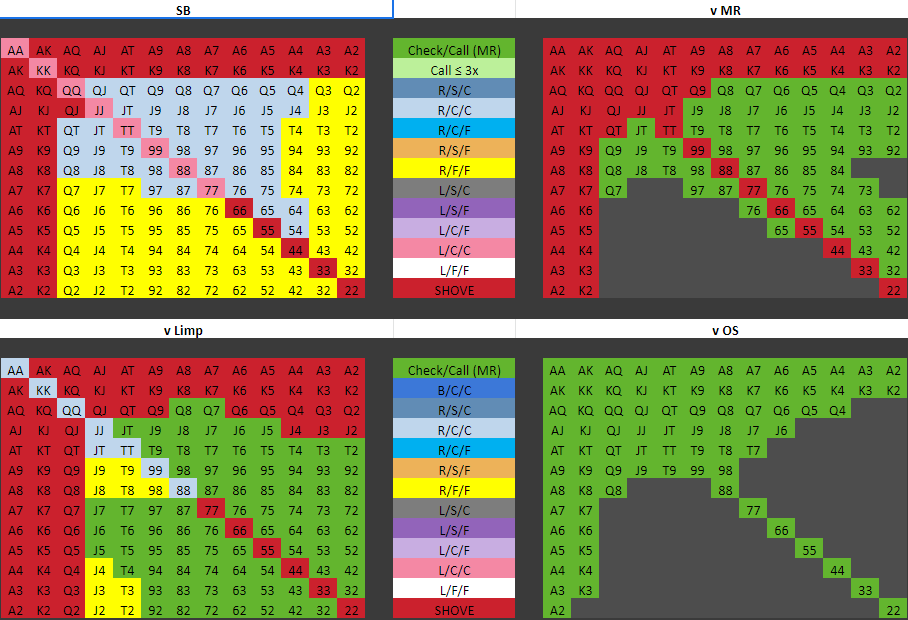 SB v MR
AA AK AQ AJ AT A9 A8 A7 A6 A5 A4 A3 A2 Check/Call (MR) AA AK AQ AJ AT A9 A8 A7 A6 A5 A4 A3 A2
AK KK KQ KJ KT K9 K8 K7 K6 K5 K4 K3 K2 Call ≤ 3x AK KK KQ KJ KT K9 K8 K7 K6 K5 K4 K3 K2
AQ KQ QQ QJ QT Q9 Q8 Q7 Q6 Q5 Q4 Q3 Q2 R/S/C AQ KQ QQ QJ QT Q9 Q8 Q7 Q6 Q5 Q4 Q3 Q2
AJ KJ QJ JJ JT J9 J8 J7 J6 J5 J4 J3 J2 R/C/C AJ KJ QJ JJ JT J9 J8 J7 J6 J5 J4 J3 J2
AT KT QT JT TT T9 T8 T7 T6 T5 T4 T3 T2 R/C/F AT KT QT JT TT T9 T8 T7 T6 T5 T4 T3 T2
A9 K9 Q9 J9 T9 99 98 97 96 95 94 93 92 R/S/F A9 K9 Q9 J9 T9 99 98 97 96 95 94 93 92
A8 K8 Q8 J8 T8 98 88 87 86 85 84 83 82 R/F/F A8 K8 Q8 J8 T8 98 88 87 86 85 84
A7 K7 Q7 J7 T7 97 87 77 76 75 74 73 72 L/S/C A7 K7 Q7 97 87 77 76 75 74 73
A6 K6 Q6 J6 T6 96 86 76 66 65 64 63 62 L/S/F A6 K6 76 66 65 64 63 62
A5 K5 Q5 J5 T5 95 85 75 65 55 54 53 52 L/C/F A5 K5 65 55 54 53 52
A4 K4 Q4 J4 T4 94 84 74 64 54 44 43 42 L/C/C A4 K4 44 43 42
A3 K3 Q3 J3 T3 93 83 73 63 53 43 33 32 L/F/F A3 K3 33 32
A2 K2 Q2 J2 T2 92 82 72 62 52 42 32 22 SHOVE A2 K2 22
v Limp v OS
AA AK AQ AJ AT A9 A8 A7 A6 A5 A4 A3 A2 Check/Call (MR) AA AK AQ AJ AT A9 A8 A7 A6 A5 A4 A3 A2
AK KK KQ KJ KT K9 K8 K7 K6 K5 K4 K3 K2 B/C/C AK KK KQ KJ KT K9 K8 K7 K6 K5 K4 K3 K2
AQ KQ QQ QJ QT Q9 Q8 Q7 Q6 Q5 Q4 Q3 Q2 R/S/C AQ KQ QQ QJ QT Q9 Q8 Q7 Q6 Q5 Q4
AJ KJ QJ JJ JT J9 J8 J7 J6 J5 J4 J3 J2 R/C/C AJ KJ QJ JJ JT J9 J8 J7 J6
AT KT QT JT TT T9 T8 T7 T6 T5 T4 T3 T2 R/C/F AT KT QT JT TT T9 T8 T7
A9 K9 Q9 J9 T9 99 98 97 96 95 94 93 92 R/S/F A9 K9 Q9 J9 T9 99 98
A8 K8 Q8 J8 T8 98 88 87 86 85 84 83 82 R/F/F A8 K8 Q8 88
A7 K7 Q7 J7 T7 97 87 77 76 75 74 73 72 L/S/C A7 K7 77
A6 K6 Q6 J6 T6 96 86 76 66 65 64 63 62 L/S/F A6 K6 66
A5 K5 Q5 J5 T5 95 85 75 65 55 54 53 52 L/C/F A5 K5 55
A4 K4 Q4 J4 T4 94 84 74 64 54 44 43 42 L/C/C A4 K4 44
A3 K3 Q3 J3 T3 93 83 73 63 53 43 33 32 L/F/F A3 K3 33
A2 K2 Q2 J2 T2 92 82 72 62 52 42 32 22 SHOVE A2 22